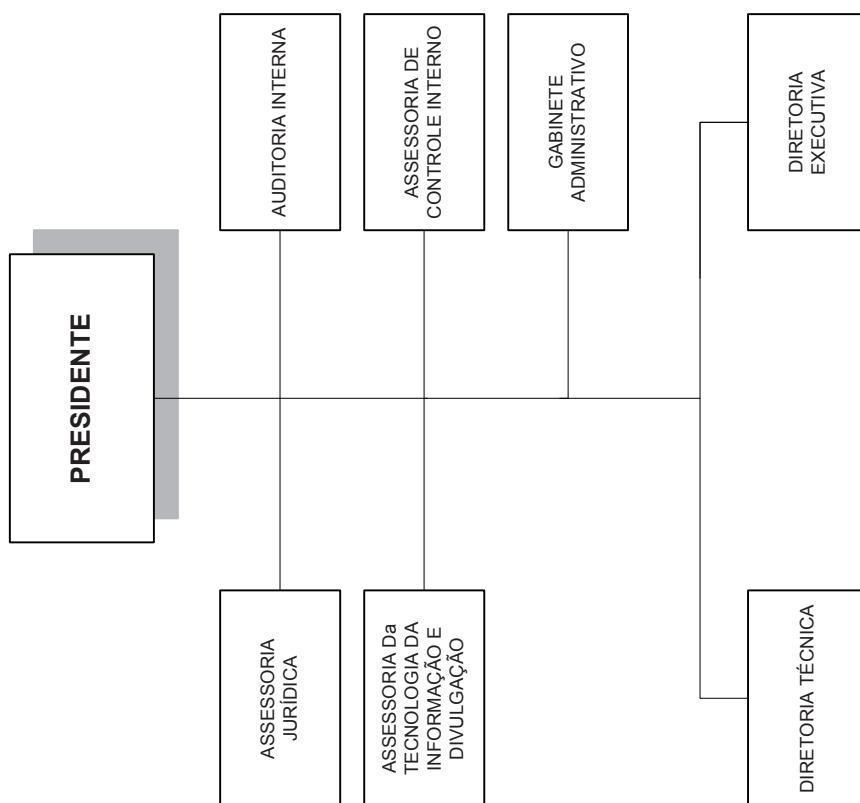 PRESIDENTE
ASSESSORIA
JURÍDICA
AUDITORIA INTERNA
ASSESSORIA Da
TECNOLOGIA DA
INFORMAÇÃO E
DIVULGAÇÃO
ASSESSORIA DE
CONTROLE INTERNO
GABINETE
ADMINISTRATIVO
DIRETORIA TÉCNICA
DIRETORIA
EXECUTIVA